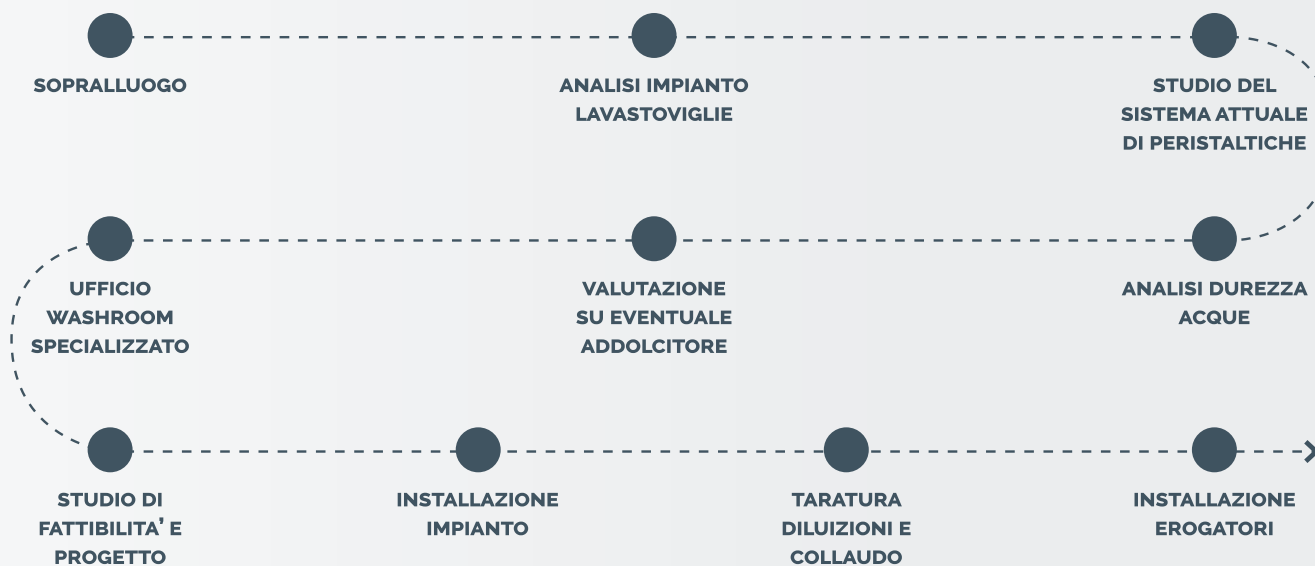 SOPRALLUOGO
ANALISI IMPIANTO
LAVASTOVIGLIE
STUDIO DEL
SISTEMA ATTUALE
DI PERISTALTICHE
ANALISI DUREZZA
ACQUE
VALUTAZIONE
SU EVENTUALE
ADDOLCITORE
UFFICIO
WASHROOM
SPECIALIZZATO
STUDIO DI
FATTIBILITA' E
PROGETTO
INSTALLAZIONE
IMPIANTO
TARATURA
DILUIZIONI E
COLLAUDO
INSTALLAZIONE
EROGATORI